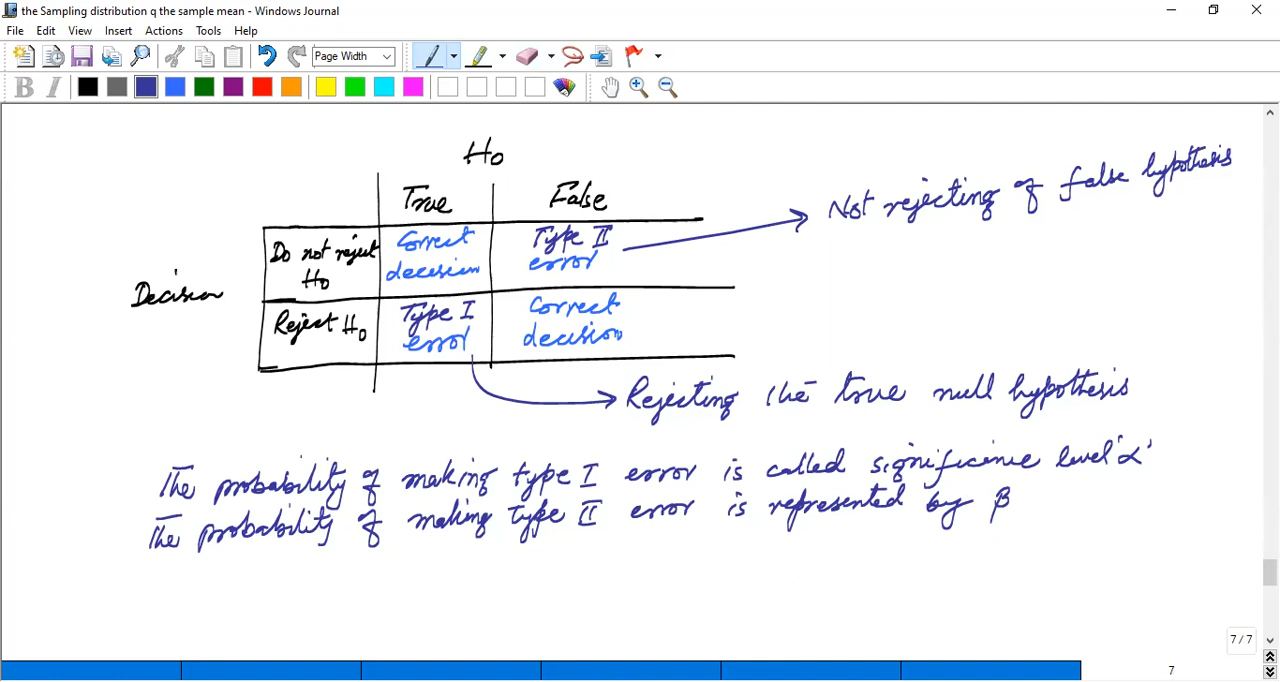 the Sampling distribution q the sample mean - Windows Journal
File Edit View Insert Actions Tools Help
Page Width
B I
H0
True False
Do not reject H0
Correct decision
Type II error
Not rejecting of false hypothesis
Decision
Reject H0
Type I error
Correct decision
Rejecting the true null hypothesis
The probability of making type I error is called significance level 'α'
The probability of making type II error is represented by β
7 / 7
7